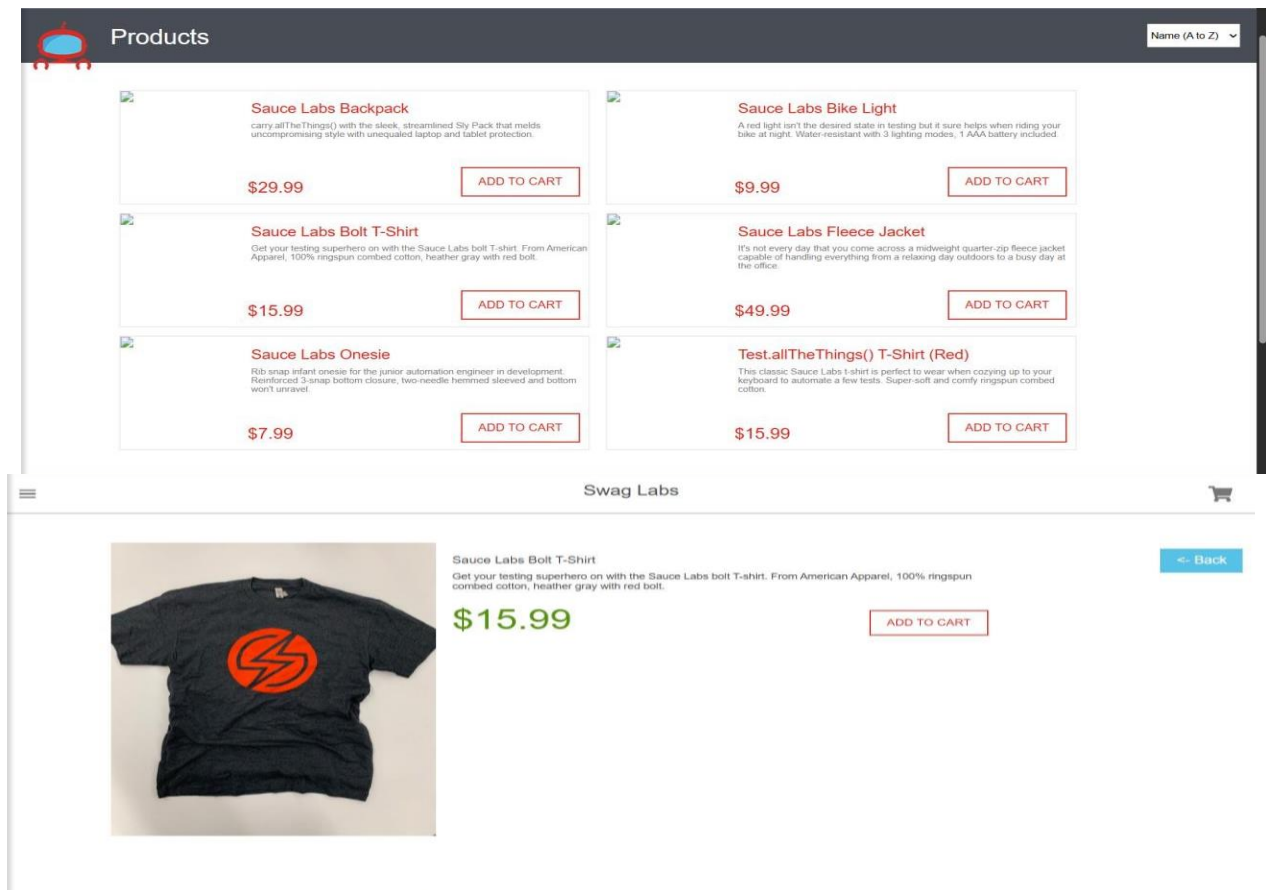 Products
Name (A to Z)
Sauce Labs Backpack
carry.allTheThings() with the sleek, streamlined Sly Pack that melds
uncompromising style with unequaled laptop and tablet protection.
$29.99
ADD TO CART
Sauce Labs Bike Light
A red light isn't the desired state in testing but it sure helps when riding your
bike at night. Water-resistant with 3 lighting modes, 1 AAA battery included.
$9.99
ADD TO CART
Sauce Labs Bolt T-Shirt
Get your testing superhero on with the Sauce Labs bolt T-shirt. From American
Apparel, 100% ringspun combed cotton, heather gray with red bolt.
$15.99
ADD TO CART
Sauce Labs Fleece Jacket
It's not every day that you come across a midweight quarter-zip fleece jacket
capable of handling everything from a relaxing day outdoors to a busy day at
the office.
$49.99
ADD TO CART
Sauce Labs Onesie
Rib snap infant onesie for the junior automation engineer in development.
Reinforced 3-snap bottom closure, two-needle hemmed sleeved and bottom
won't unravel.
$7.99
ADD TO CART
Test.allTheThings() T-Shirt (Red)
This classic Sauce Labs t-shirt is perfect to wear when cozying up to your
keyboard to automate a few tests. Super-soft and comfy ringspun combed
cotton.
$15.99
ADD TO CART
Swag Labs
Sauce Labs Bolt T-Shirt
Get your testing superhero on with the Sauce Labs bolt T-shirt. From American Apparel, 100% ringspun
combed cotton, heather gray with red bolt.
$15.99
ADD TO CART
<- Back